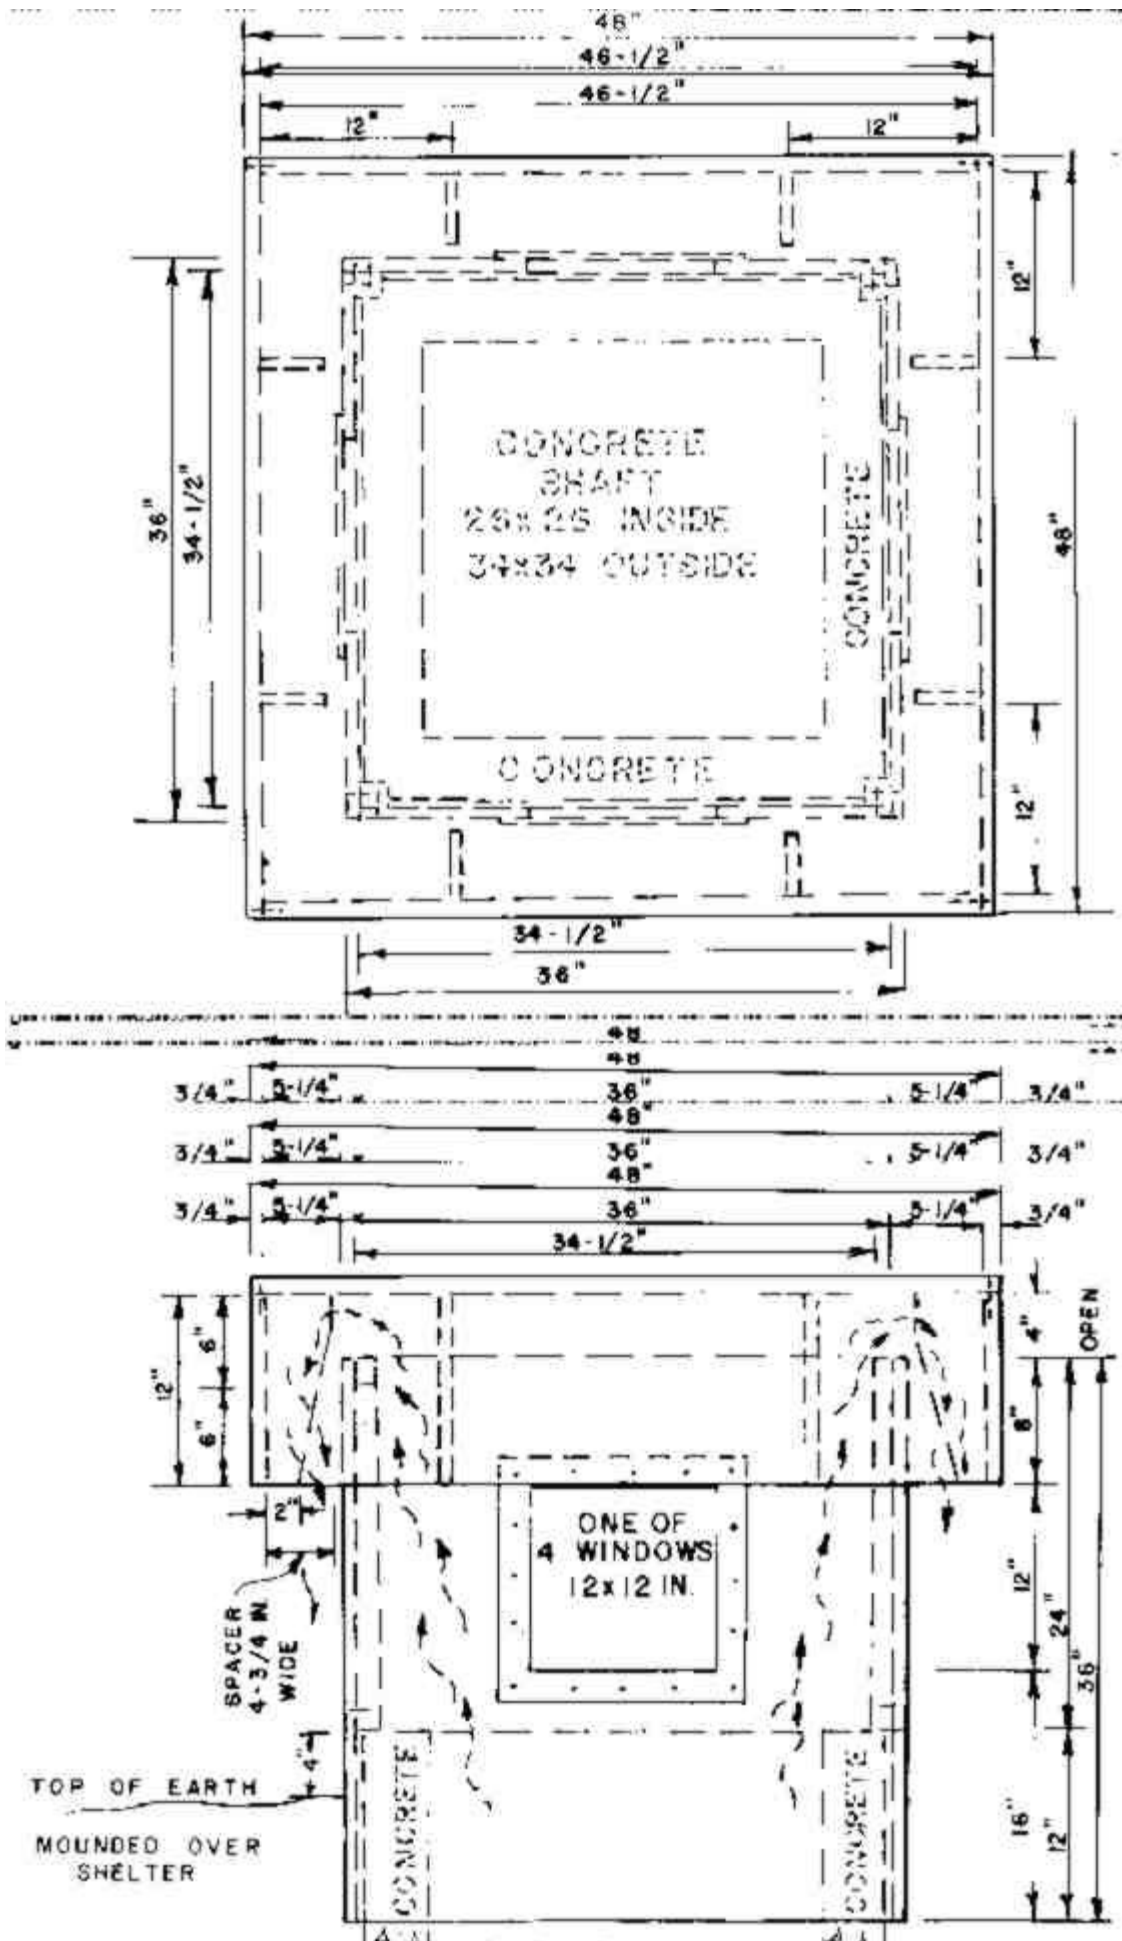 48"
46-1/2"
46-1/2"
12" 12"
12"
36"
34-1/2"
CONCRETE
SHAFT
26x26 INSIDE
34x34 OUTSIDE
CONCRETE
48"
CONCRETE
12"
34-1/2"
36"
48
48
3/4" 5-1/4" 36" 5-1/4" 3/4"
48"
3/4" 5-1/4" 36" 5-1/4" 3/4"
48"
3/4" 5-1/4" 36" 5-1/4" 3/4"
34-1/2"
12"
6"
6"
4"
OPEN
8"
2"
ONE OF
4 WINDOWS
12x12 IN.
SPACER
4-3/4 IN.
WIDE
12"
24"
36"
4"
TOP OF EARTH
MOUNDED OVER
SHELTER
CONCRETE
CONCRETE
16"
12"